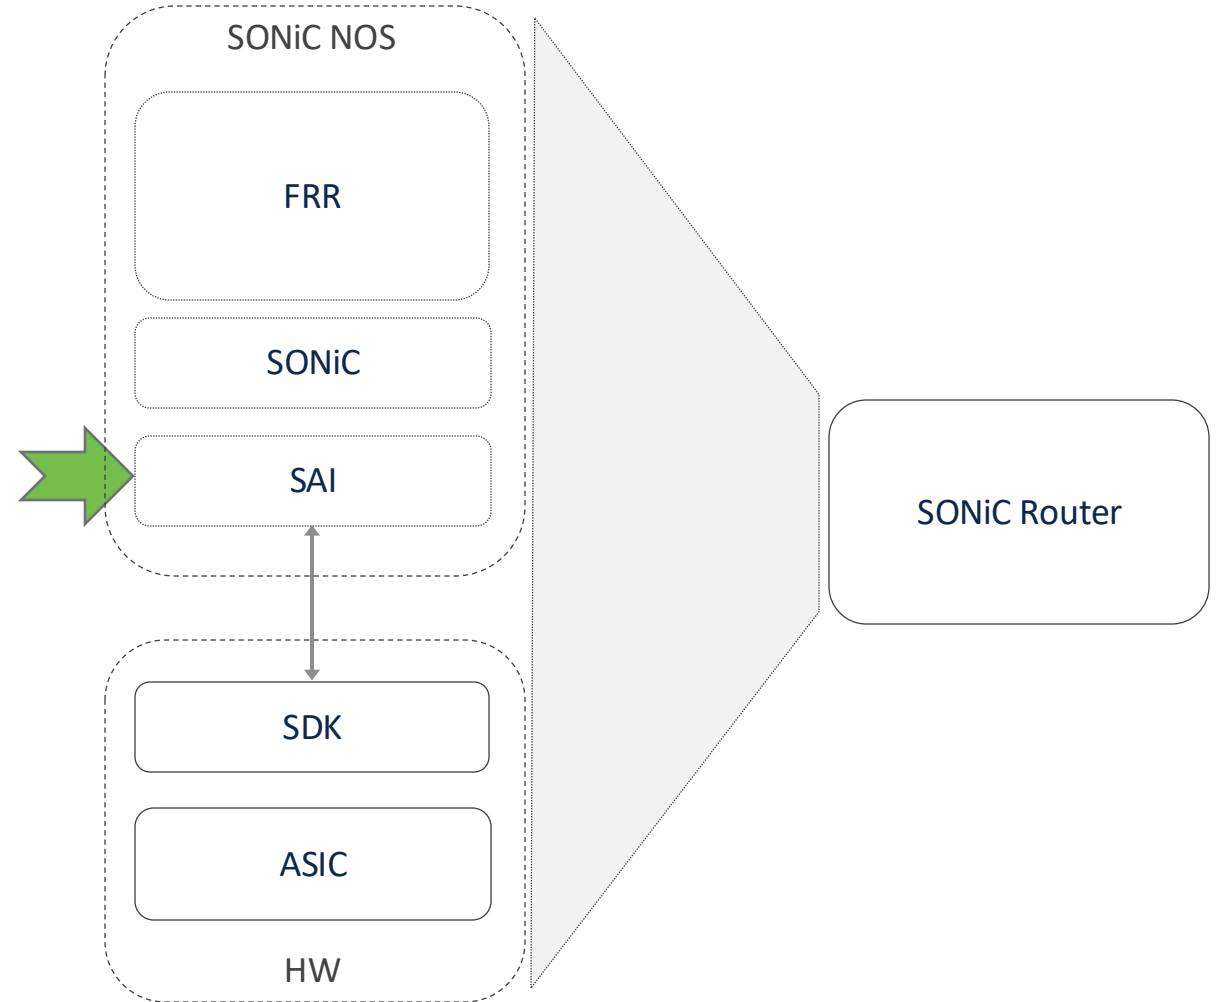 SONiC NOS
FRR
SONiC
SAI
SONiC Router
SDK
ASIC
HW